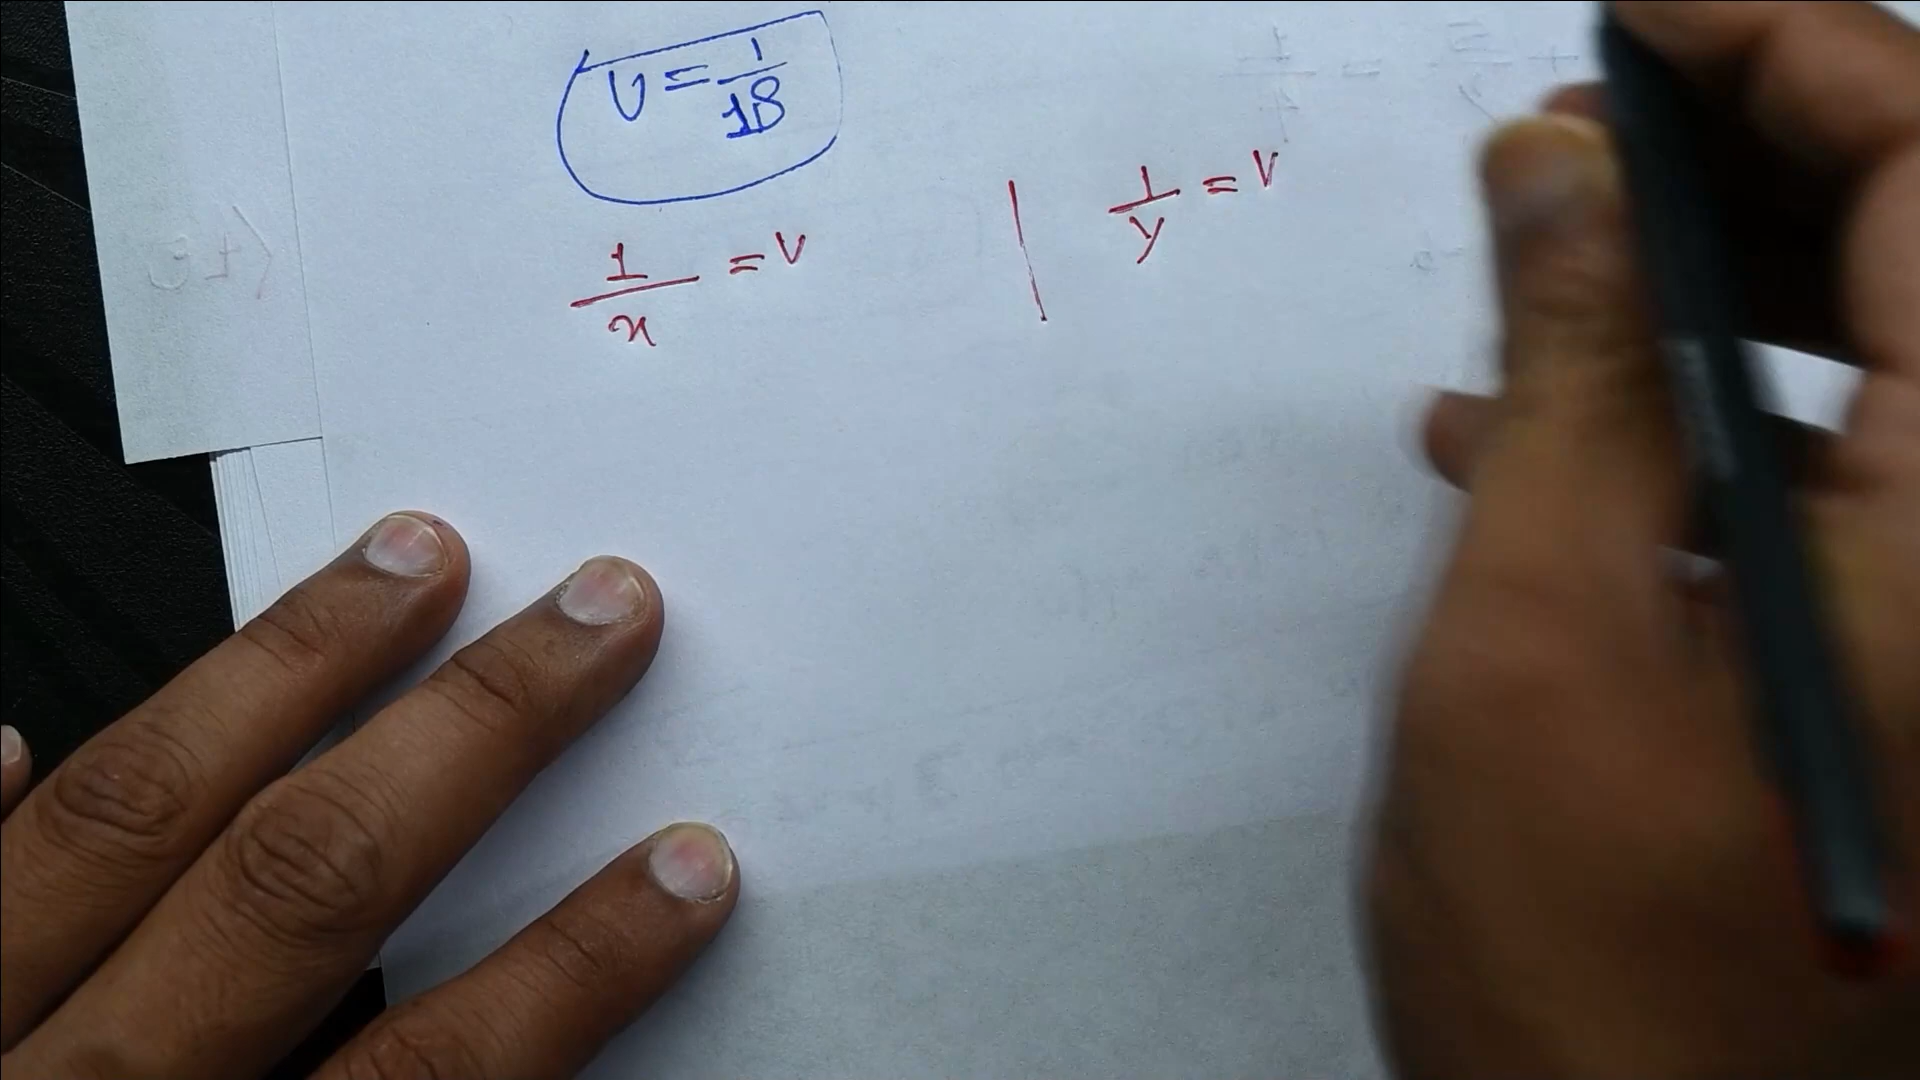 U = 1/18
1/x = V | 1/y = V